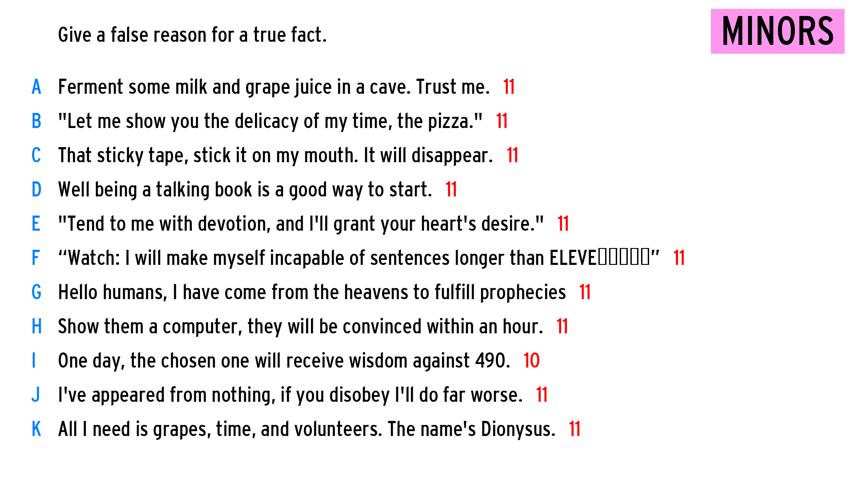 Give a false reason for a true fact.
MINORS
A Ferment some milk and grape juice in a cave. Trust me. 11
B "Let me show you the delicacy of my time, the pizza." 11
C That sticky tape, stick it on my mouth. It will disappear. 11
D Well being a talking book is a good way to start. 11
E "Tend to me with devotion, and I'll grant your heart's desire." 11
F “Watch: I will make myself incapable of sentences longer than ELEVE▯▯▯▯▯” 11
G Hello humans, I have come from the heavens to fulfill prophecies 11
H Show them a computer, they will be convinced within an hour. 11
I One day, the chosen one will receive wisdom against 490. 10
J I've appeared from nothing, if you disobey I'll do far worse. 11
K All I need is grapes, time, and volunteers. The name's Dionysus. 11